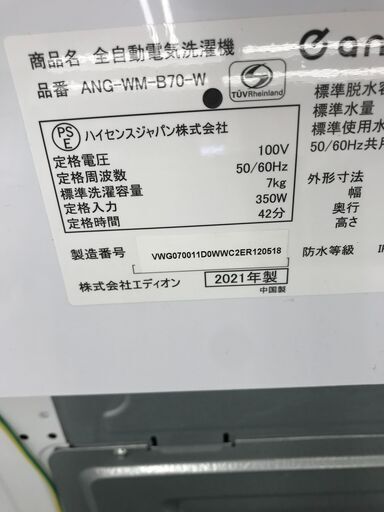 商品名 全自動電気洗濯機
品番 ANG-WM-B70-W
TÜVRheinland
PS
E
ハイセンスジャパン株式会社
定格電圧 100V
定格周波数 50/60Hz
標準洗濯容量 7kg
定格入力 350W
定格時間 42分
製造番号 VWG070011D0WWC2ER120518
株式会社エディオン 2021年製
中国製
an
標準脱水容
標準水量
標準使用水
50/60Hz共用
外形寸法
幅
奥行
高さ
防水等級 IP